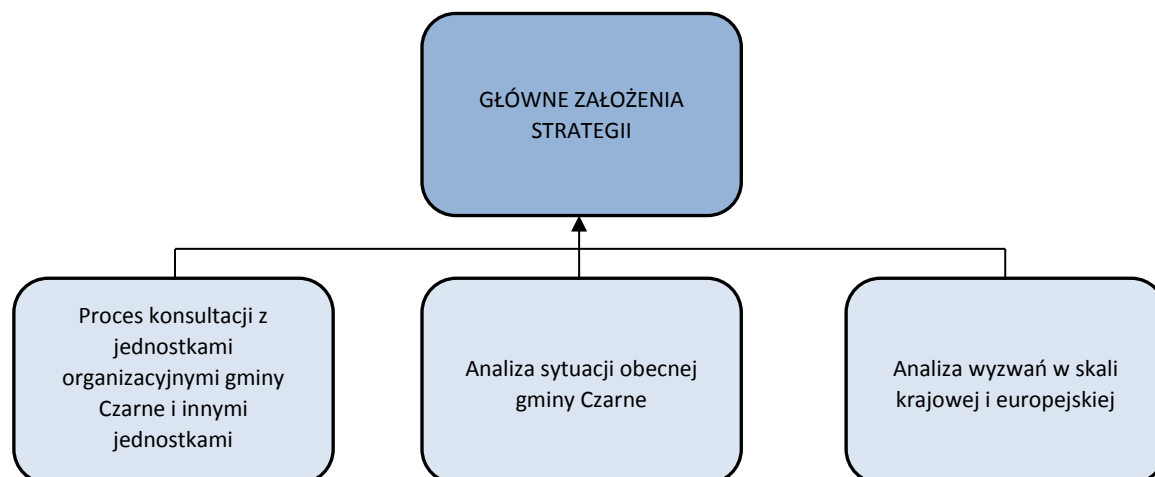 GŁÓWNE ZAŁOŻENIA
STRATEGII
Proces konsultacji z
jednostkami
organizacyjnymi gminy
Czarne i innymi
jednostkami
Analiza sytuacji obecnej
gminy Czarne
Analiza wyzwań w skali
krajowej i europejskiej